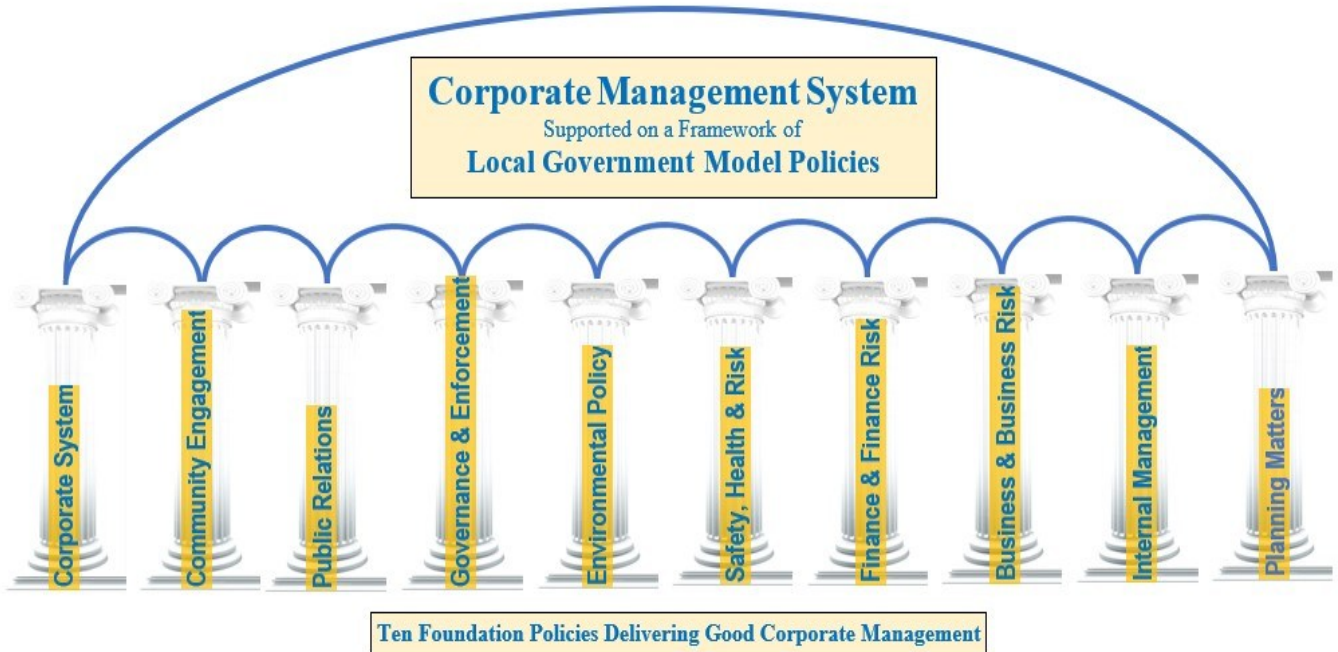 Corporate Management System
Supported on a Framework of
Local Government Model Policies
Corporate System
Community Engagement
Public Relations
Governance & Enforcement
Environmental Policy
Safety, Health & Risk
Finance & Finance Risk
Business & Business Risk
Internal Management
Planning Matters
Ten Foundation Policies Delivering Good Corporate Management